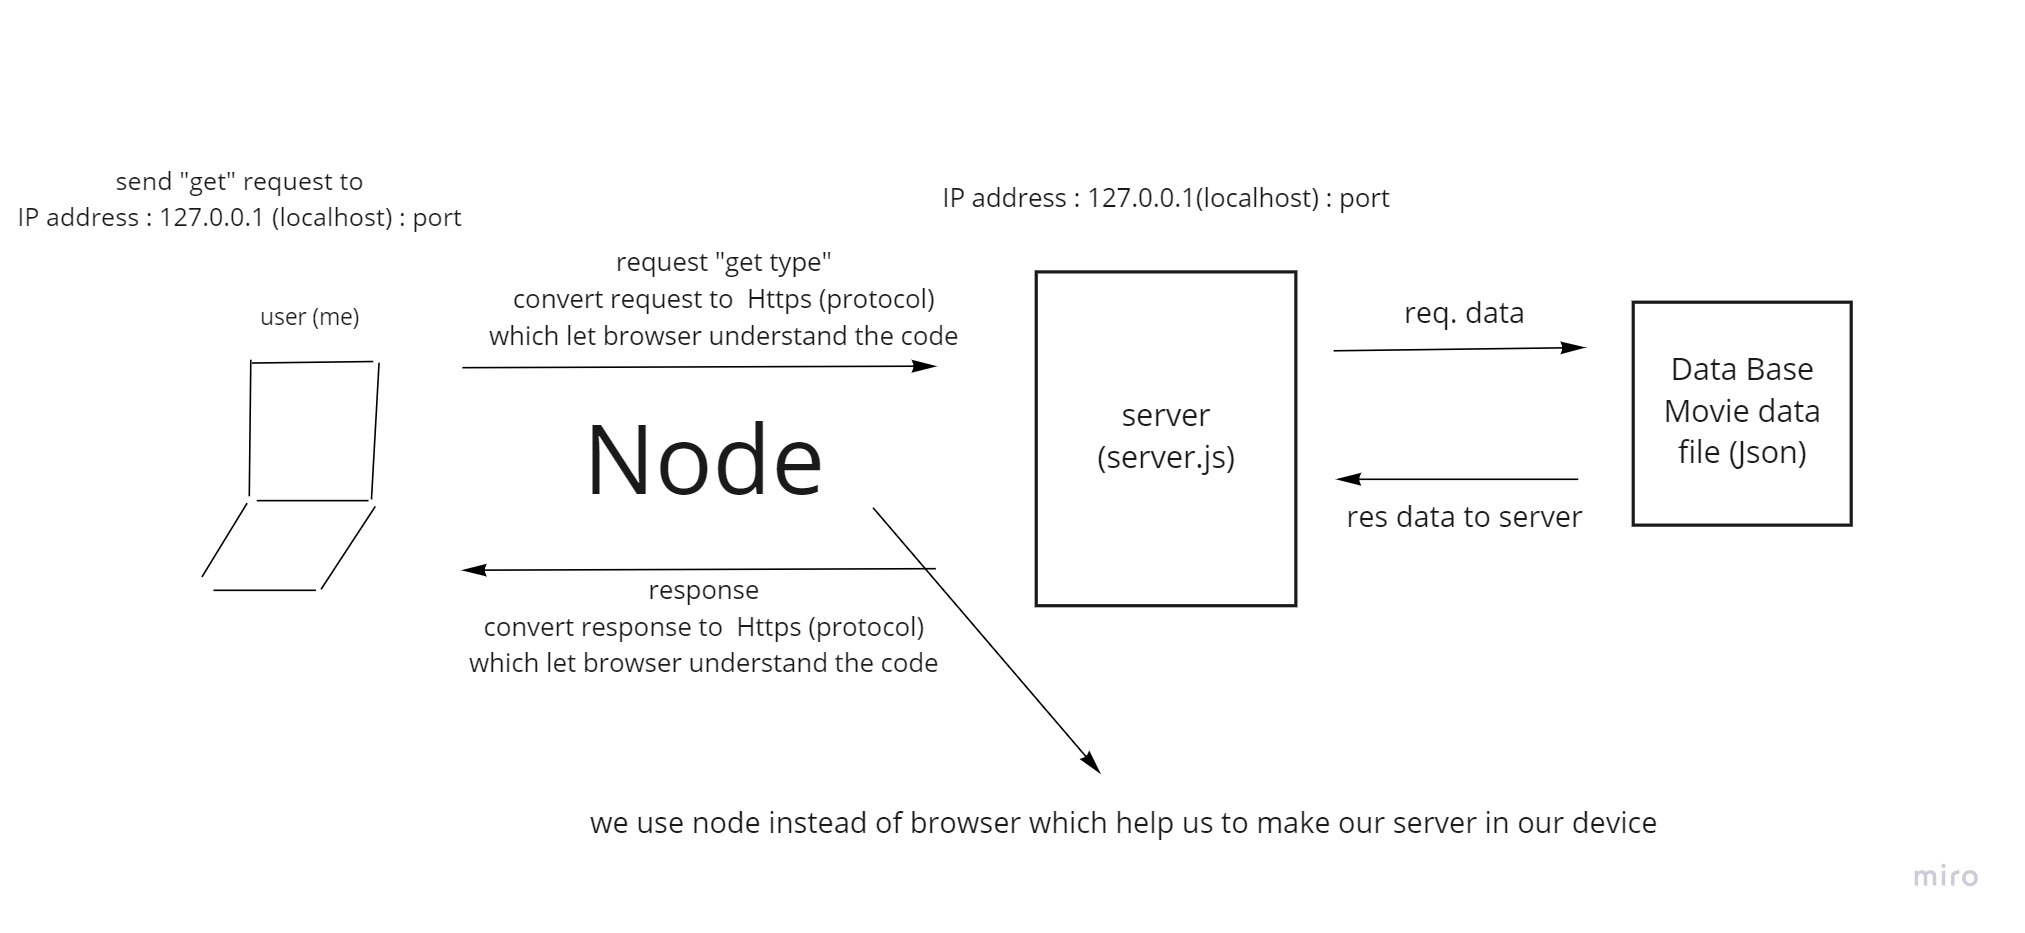 send "get" request to
IP address : 127.0.0.1 (localhost) : port
IP address : 127.0.0.1(localhost) : port
user (me)
request "get type"
convert request to  Https (protocol)
which let browser understand the code
Node
response
convert response to  Https (protocol)
which let browser understand the code
server
(server.js)
req. data
res data to server
Data Base
Movie data
file (Json)
we use node instead of browser which help us to make our server in our device
miro